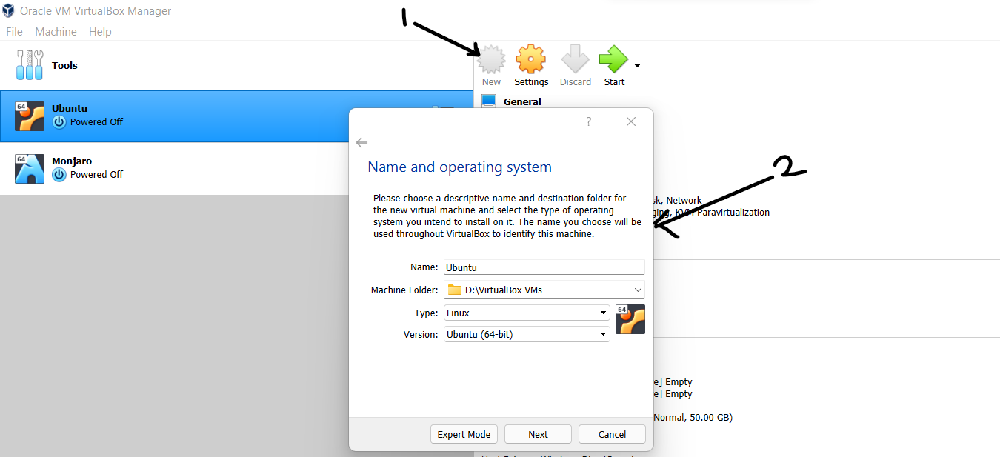 Oracle VM VirtualBox Manager
File Machine Help
1
Tools
New Settings Discard Start
64
Ubuntu
Powered Off
General
64
Monjaro
Powered Off
?
Name and operating system
2
Please choose a descriptive name and destination folder for
the new virtual machine and select the type of operating
system you intend to install on it. The name you choose will be
used throughout VirtualBox to identify this machine.
Name: Ubuntu
Machine Folder: D:\VirtualBox VMs
Type: Linux
64
Version: Ubuntu (64-bit)
Expert Mode Next Cancel
sk, Network
ging, KVM Paravirtualization
e] Empty
e] Empty
Normal, 50.00 GB)